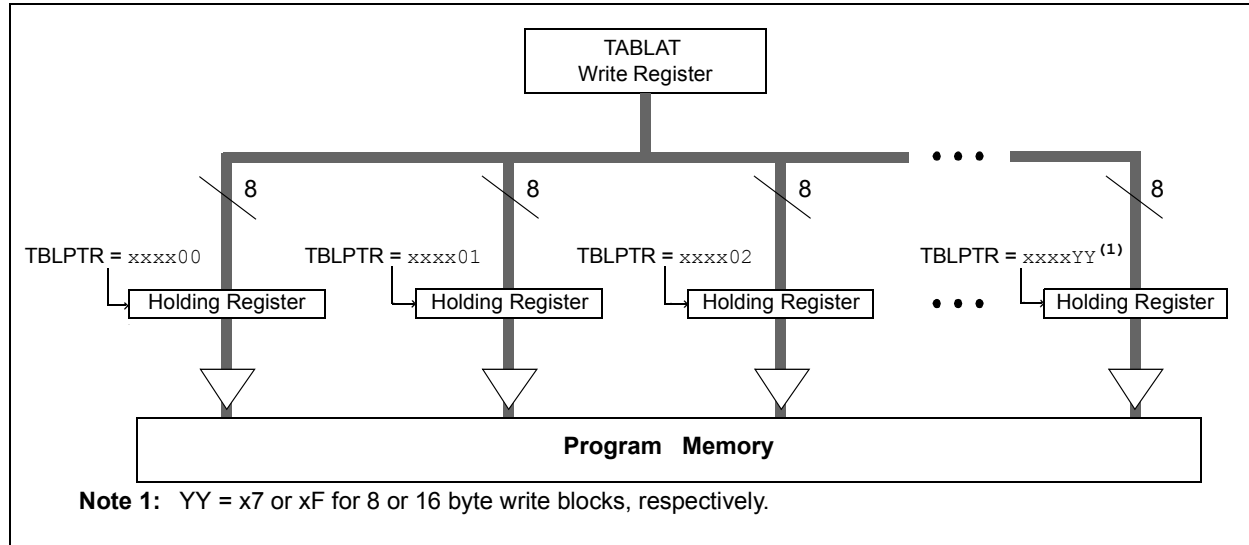 TABLAT
Write Register
8 8 8 8
TBLPTR = xxxx00 TBLPTR = xxxx01 TBLPTR = xxxx02 TBLPTR = xxxxYY(1)
Holding Register Holding Register Holding Register Holding Register
Program Memory
Note 1: YY = x7 or xF for 8 or 16 byte write blocks, respectively.